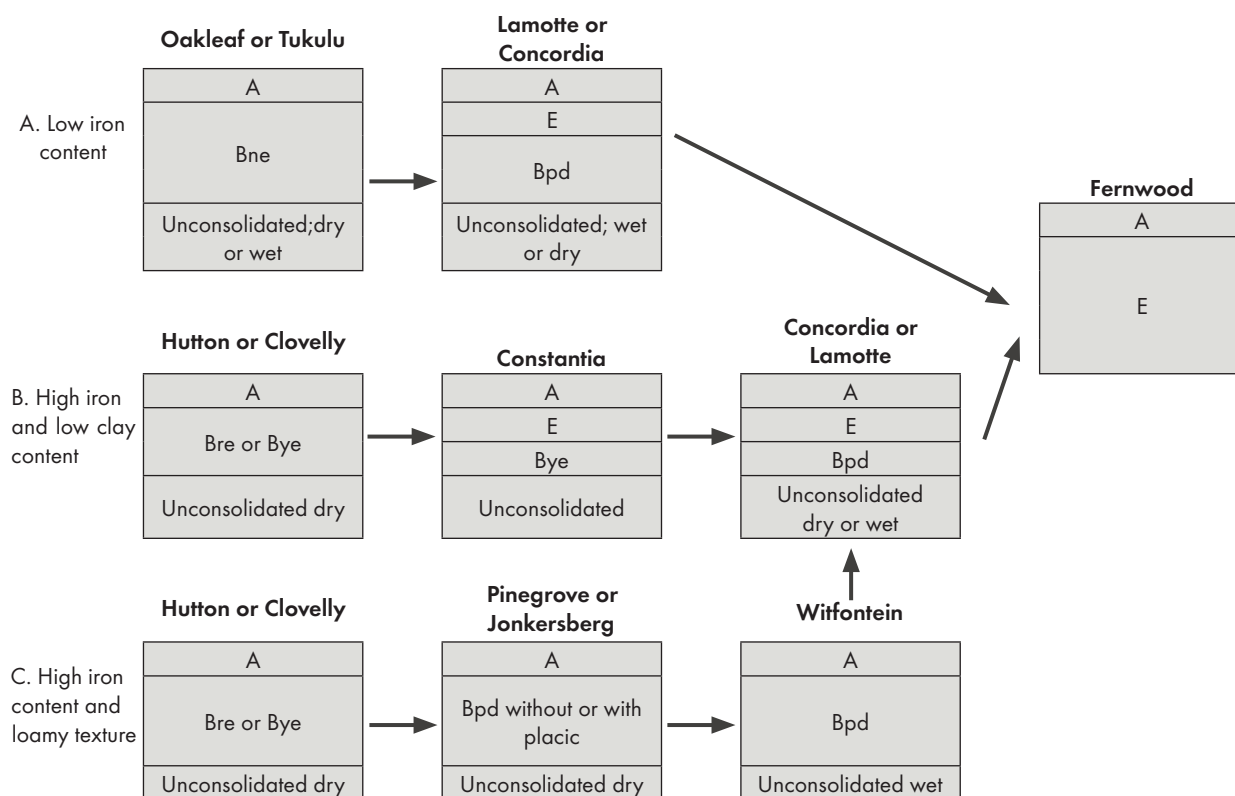 Oakleaf or Tukulu
Lamotte or
Concordia
A. Low iron
content
A
Bne
Unconsolidated;dry
or wet
A
E
Bpd
Unconsolidated; wet
or dry
Fernwood
A
E
Hutton or Clovelly
Constantia
Concordia or
Lamotte
B. High iron
and low clay
content
A
Bre or Bye
Unconsolidated dry
A
E
Bye
Unconsolidated
A
E
Bpd
Unconsolidated
dry or wet
Hutton or Clovelly
Pinegrove or
Jonkersberg
Witfontein
C. High iron
content and
loamy texture
A
Bre or Bye
Unconsolidated dry
A
Bpd without or with
placic
Unconsolidated dry
A
Bpd
Unconsolidated wet